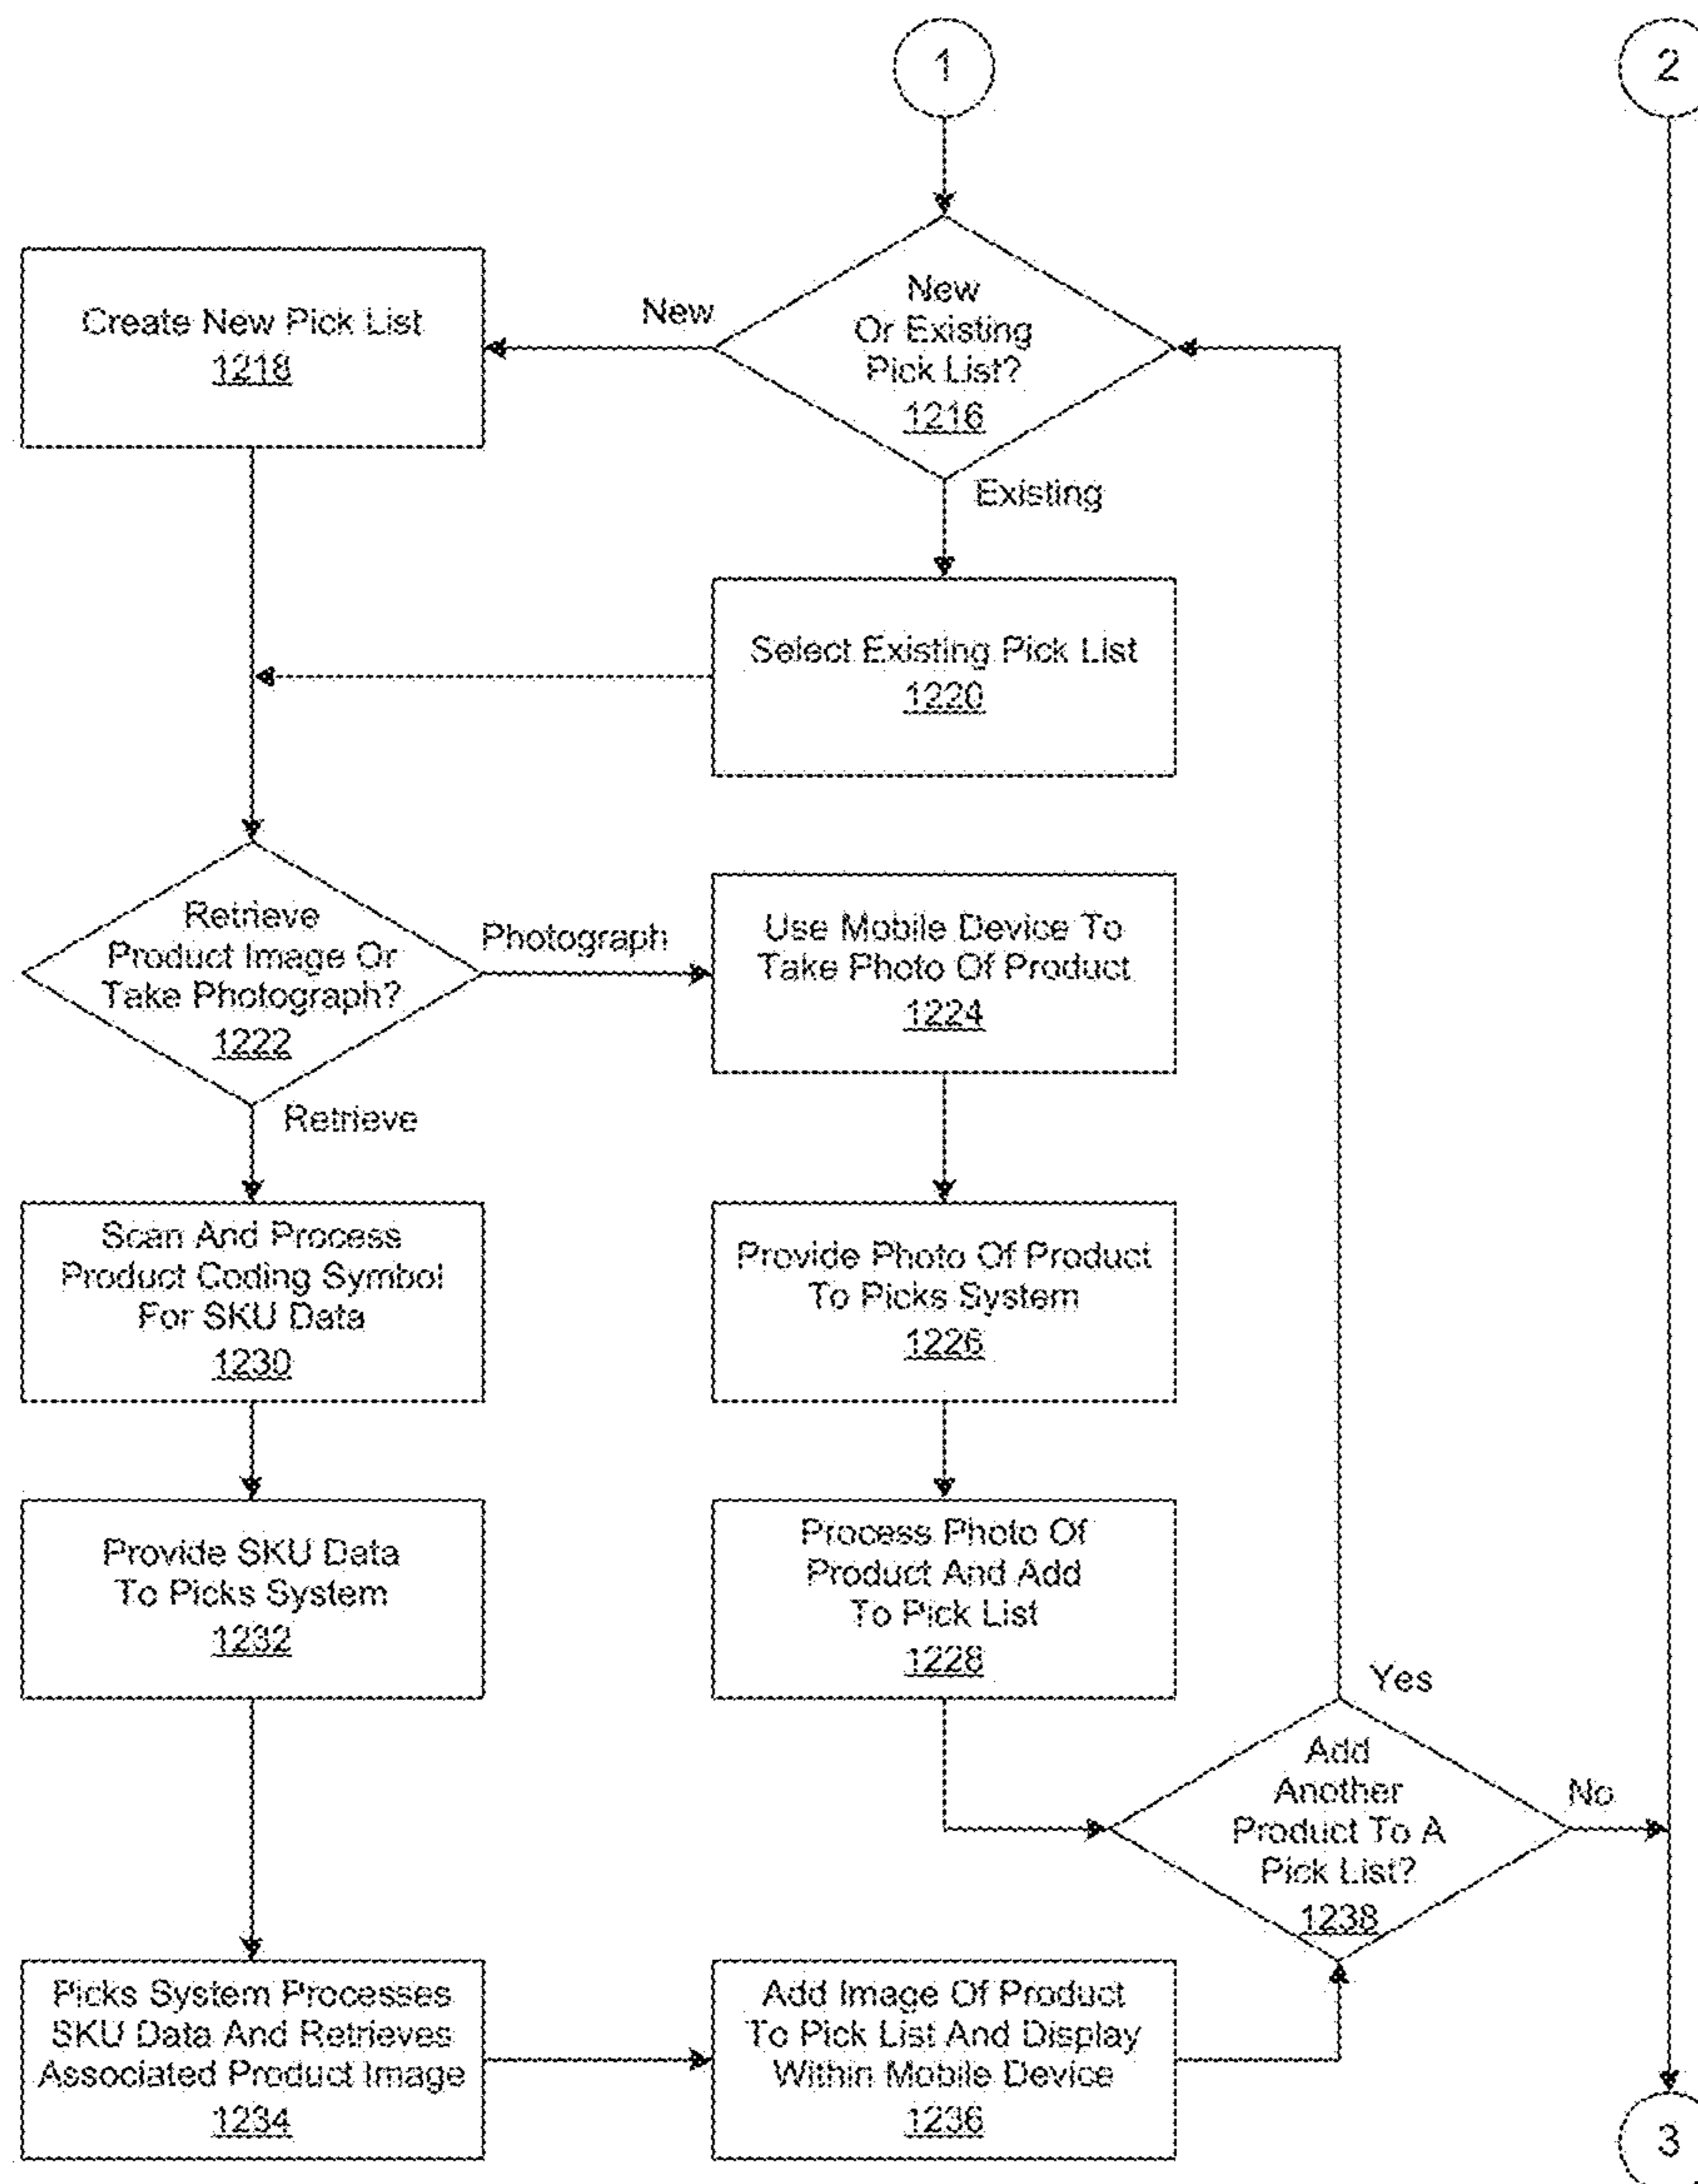 1
2
New
Or Existing
Pick List?
1216
New
Create New Pick List
1218
Existing
Select Existing Pick List
1220
Retrieve
Product Image Or
Take Photograph?
1222
Photograph
Use Mobile Device To
Take Photo Of Product
1224
Retrieve
Scan And Process
Product Coding Symbol
For SKU Data
1230
Provide Photo Of Product
To Picks System
1226
Provide SKU Data
To Picks System
1232
Process Photo Of
Product And Add
To Pick List
1228
Yes
Add
Another
Product To A
Pick List?
1238
No
Picks System Processes
SKU Data And Retrieves
Associated Product Image
1234
Add Image Of Product
To Pick List And Display
Within Mobile Device
1236
3